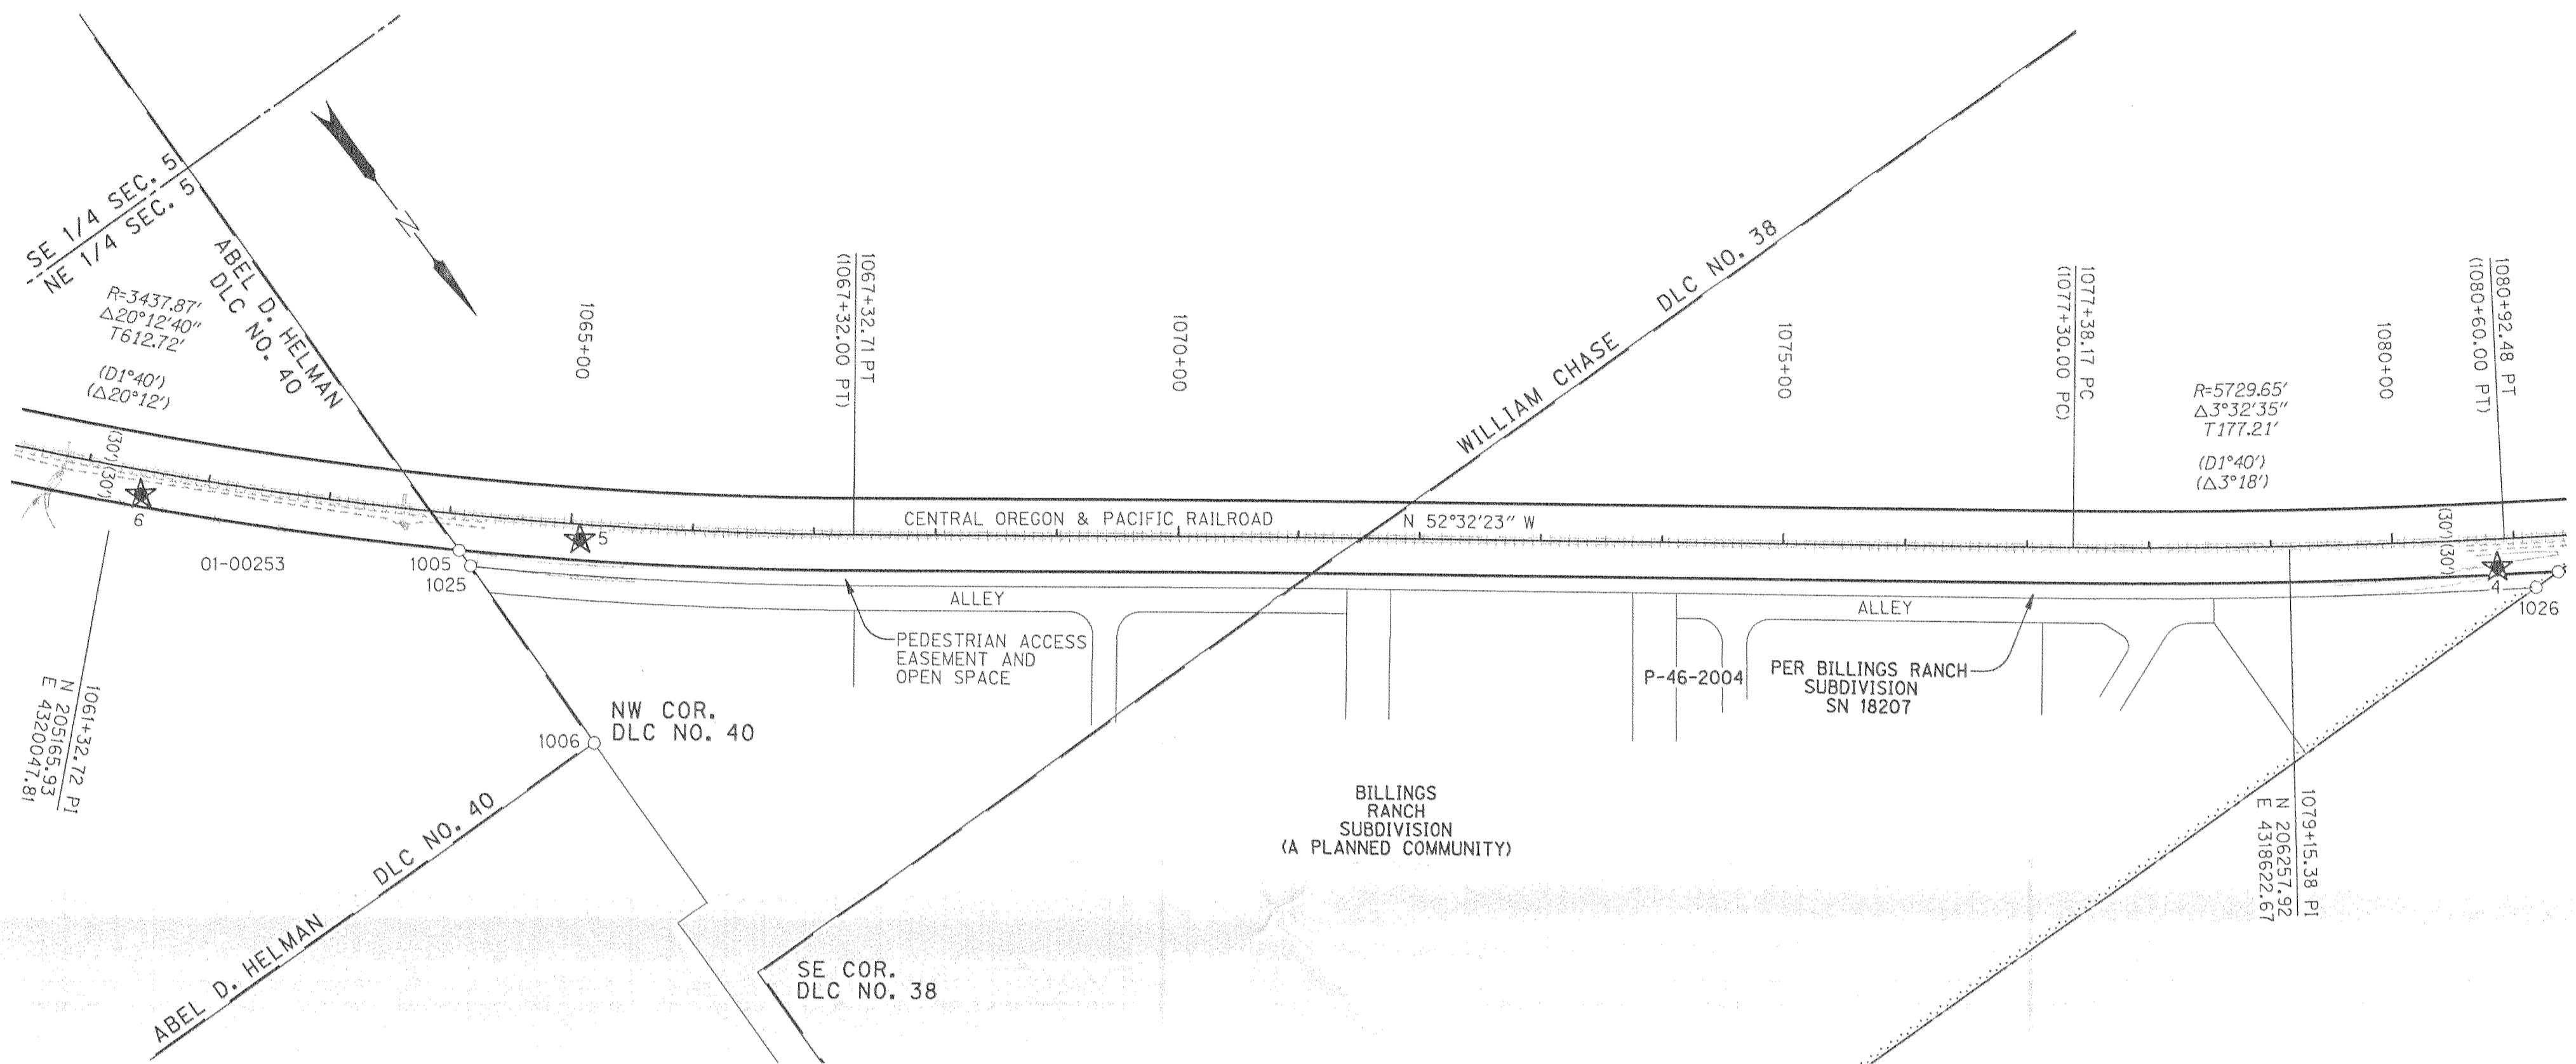 SE 1/4 SEC. 5
NE 1/4 SEC. 5
R=3437.87'
Δ20°12'40"
T612.72'
(D1°40')
(Δ20°12')
ABEL D. HELMAN
DLC NO. 40
N
1065+00
1067+32.71 PT
(1067+32.00 PT)
1070+00
WILLIAM CHASE DLC NO. 38
1075+00
1077+38.17 PC
(1077+30.00 PC)
R=5729.65'
Δ3°32'35"
T177.21'
(D1°40')
(Δ3°18')
1080+00
1080+92.48 PT
(1080+60.00 PT)
(30')(30')
6
5
CENTRAL OREGON & PACIFIC RAILROAD
N 52°32'23" W
(30')(30')
4
01-00253
1005
1025
1026
ALLEY
ALLEY
PEDESTRIAN ACCESS
EASEMENT AND
OPEN SPACE
P-46-2004
PER BILLINGS RANCH
SUBDIVISION
SN 18207
1061+32.72 PI
N 205165.93
E 4320047.81
NW COR.
DLC NO. 40
1006
BILLINGS
RANCH
SUBDIVISION
(A PLANNED COMMUNITY)
1079+15.38 PI
N 206257.92
E 4318622.67
ABEL D. HELMAN DLC NO. 40
SE COR.
DLC NO. 38